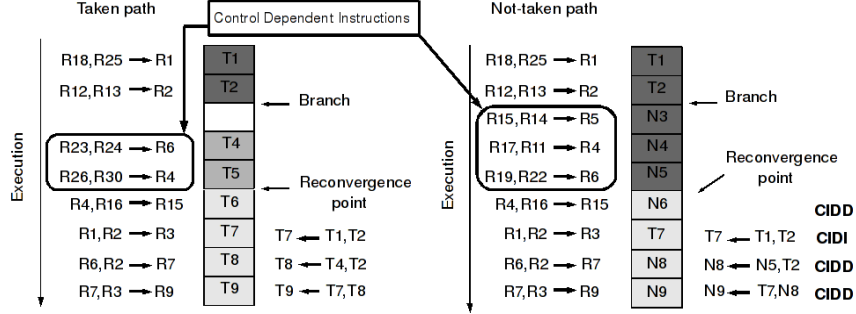 Taken path
Control Dependent Instructions
Not-taken path
R18,R25 → R1
T1
R12,R13 → R2
T2
Branch
R23,R24 → R6
T4
R26,R30 → R4
T5
Reconvergence
point
R4,R16 → R15
T6
R1,R2 → R3
T7
T7 ← T1,T2
R6,R2 → R7
T8
T8 ← T4,T2
R7,R3 → R9
T9
T9 ← T7,T8
Execution
R18,R25 → R1
T1
R12,R13 → R2
T2
Branch
R15,R14 → R5
N3
R17,R11 → R4
N4
R19,R22 → R6
N5
Reconvergence
point
R4,R16 → R15
N6
CIDD
R1,R2 → R3
T7
T7 ← T1,T2
CIDI
R6,R2 → R7
N8
N8 ← N5,T2
CIDD
R7,R3 → R9
N9
N9 ← T7,N8
CIDD
Execution